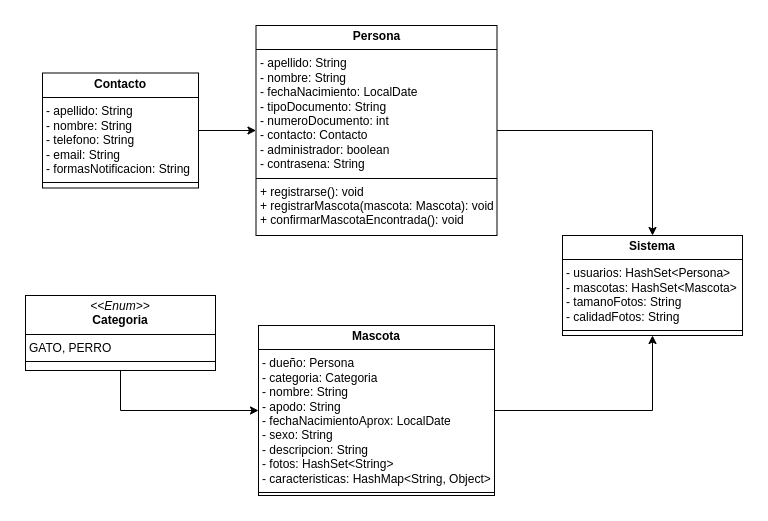 Contacto
- apellido: String
- nombre: String
- telefono: String
- email: String
- formasNotificacion: String
Persona
- apellido: String
- nombre: String
- fechaNacimiento: LocalDate
- tipoDocumento: String
- numeroDocumento: int
- contacto: Contacto
- administrador: boolean
- contrasena: String
+ registrarse(): void
+ registrarMascota(mascota: Mascota): void
+ confirmarMascotaEncontrada(): void
Sistema
- usuarios: HashSet<Persona>
- mascotas: HashSet<Mascota>
- tamanoFotos: String
- calidadFotos: String
<<Enum>>
Categoria
GATO, PERRO
Mascota
- dueño: Persona
- categoria: Categoria
- nombre: String
- apodo: String
- fechaNacimientoAprox: LocalDate
- sexo: String
- descripcion: String
- fotos: HashSet<String>
- caracteristicas: HashMap<String, Object>